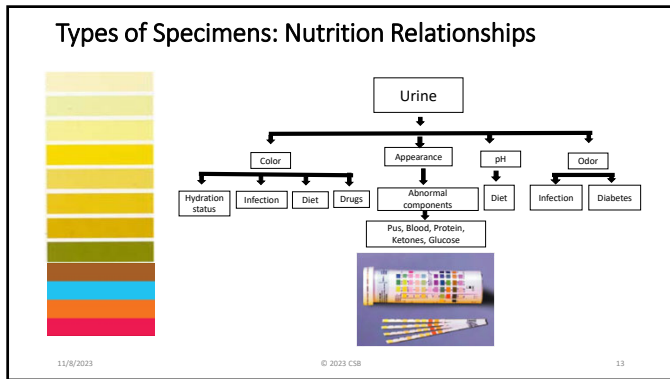 Types of Specimens: Nutrition Relationships
Urine
Color
Appearance
pH
Odor
Hydration
status
Infection
Diet
Drugs
Abnormal
components
Diet
Infection
Diabetes
Pus, Blood, Protein,
Ketones, Glucose
11/8/2023
© 2023 CSB
13